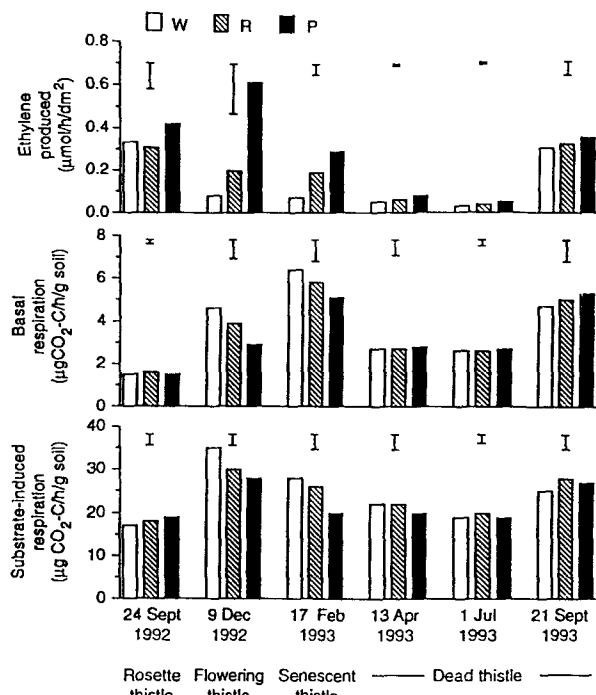 W R P
Ethylene
produced
(μmol/h/dm²)
0.8
0.6
0.4
0.2
0.0
Basal
respiration
(μgCO₂-C/h/g soil)
8
6
4
2
0
Substrate-induced
respiration
(μg CO₂-C/h/g soil)
30
20
10
0
24 Sept 9 Dec 17 Feb 13 Apr 1 Jul 21 Sept
1992 1992 1993 1993 1993 1993
Rosette Flowering Senescent Dead thistle
thistle thistle thistle